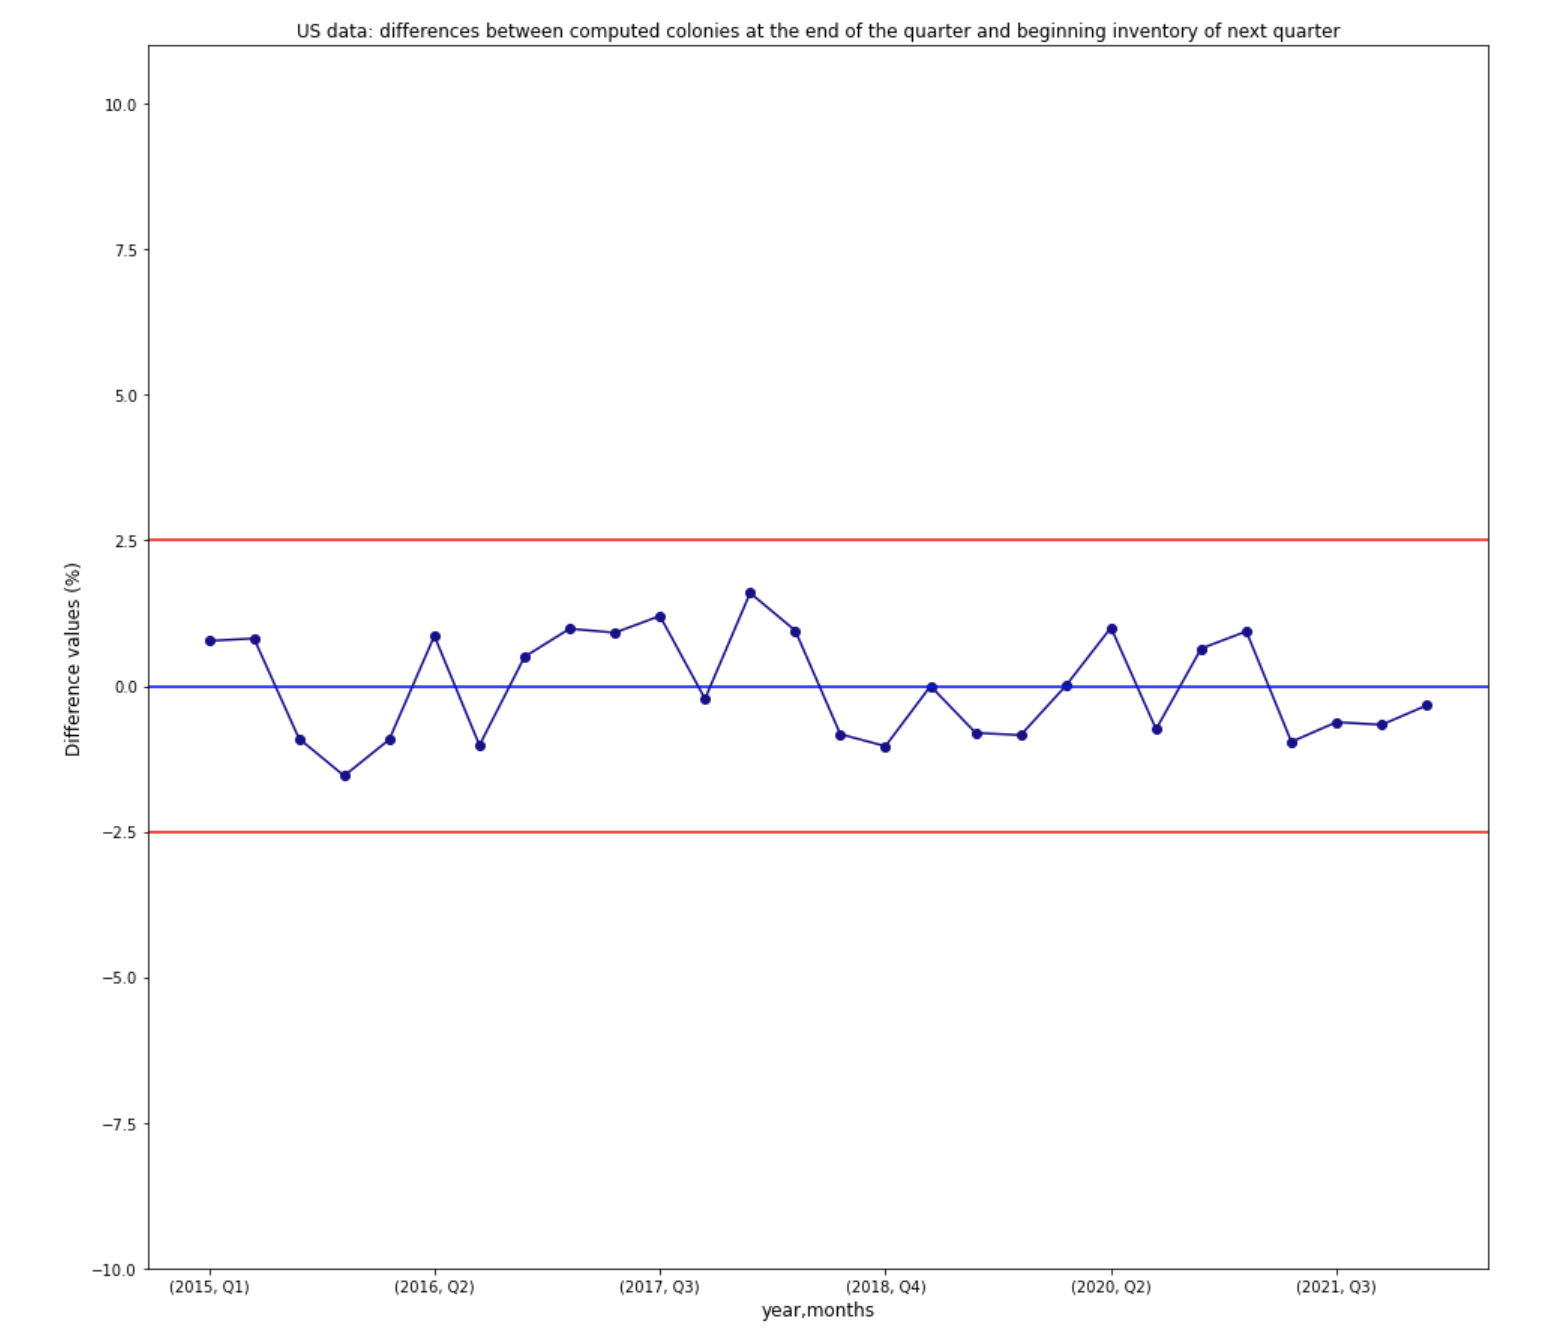 US data: differences between computed colonies at the end of the quarter and beginning inventory of next quarter
10.0
7.5
5.0
2.5
0.0
−2.5
−5.0
−7.5
−10.0
Difference values (%)
(2015, Q1) (2016, Q2) (2017, Q3) (2018, Q4) (2020, Q2) (2021, Q3)
year,months